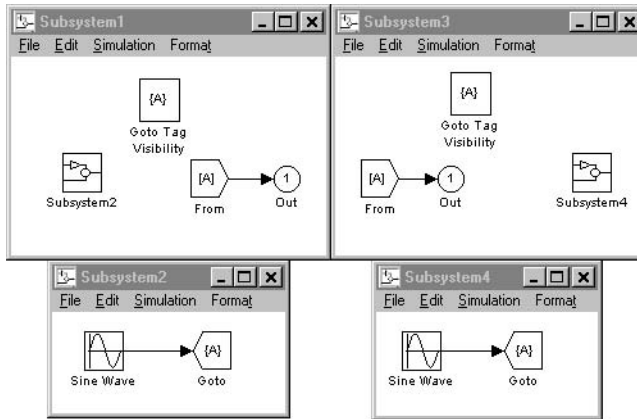 Subsystem1
File Edit Simulation Format
{A}
Goto Tag
Visibility
Subsystem2
[A]
From
1
Out
Subsystem3
File Edit Simulation Format
{A}
Goto Tag
Visibility
[A]
From
1
Out
Subsystem4
Subsystem2
File Edit Simulation Format
Sine Wave
{A}
Goto
Subsystem4
File Edit Simulation Format
Sine Wave
{A}
Goto